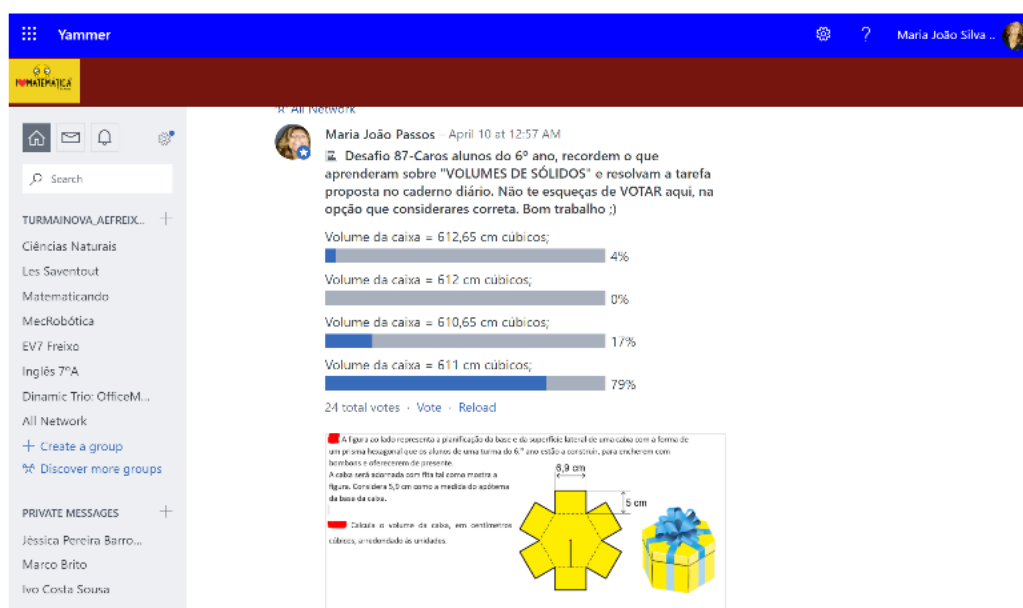 Yammer
Maria João Silva ..
I❤MATEMÁTICA
All Network
Maria João Passos – April 10 at 12:57 AM
Desafio 87-Caros alunos do 6º ano, recordem o que
aprenderam sobre "VOLUMES DE SÓLIDOS" e resolvam a tarefa
proposta no caderno diário. Não te esqueças de VOTAR aqui, na
opção que considerares correta. Bom trabalho ;)
Volume da caixa = 612,65 cm cúbicos;
4%
Volume da caixa = 612 cm cúbicos;
0%
Volume da caixa = 610,65 cm cúbicos;
17%
Volume da caixa = 611 cm cúbicos;
79%
24 total votes · Vote · Reload
Search
TURMAINOVA_AEFREIX...
Ciências Naturais
Les Saventout
Matematicando
MecRobótica
EV7 Freixo
Inglês 7ºA
Dinamic Trio: OfficeM...
All Network
Create a group
Discover more groups
PRIVATE MESSAGES
Jéssica Pereira Barro...
Marco Brito
Ivo Costa Sousa
A figura ao lado representa a planificação da base e da superfície lateral de uma caixa com a forma de
um prisma hexagonal que os alunos de uma turma do 6.º ano estão a construir, para encherem com
bombons e oferecerem de presente.
A caixa será adornada com fita tal como mostra a
figura. Considera 5,9 cm como a medida do apótema
da base da caixa.
Calcula o volume da caixa, em centímetros
cúbicos, arredondado às unidades.
6,9 cm
5 cm